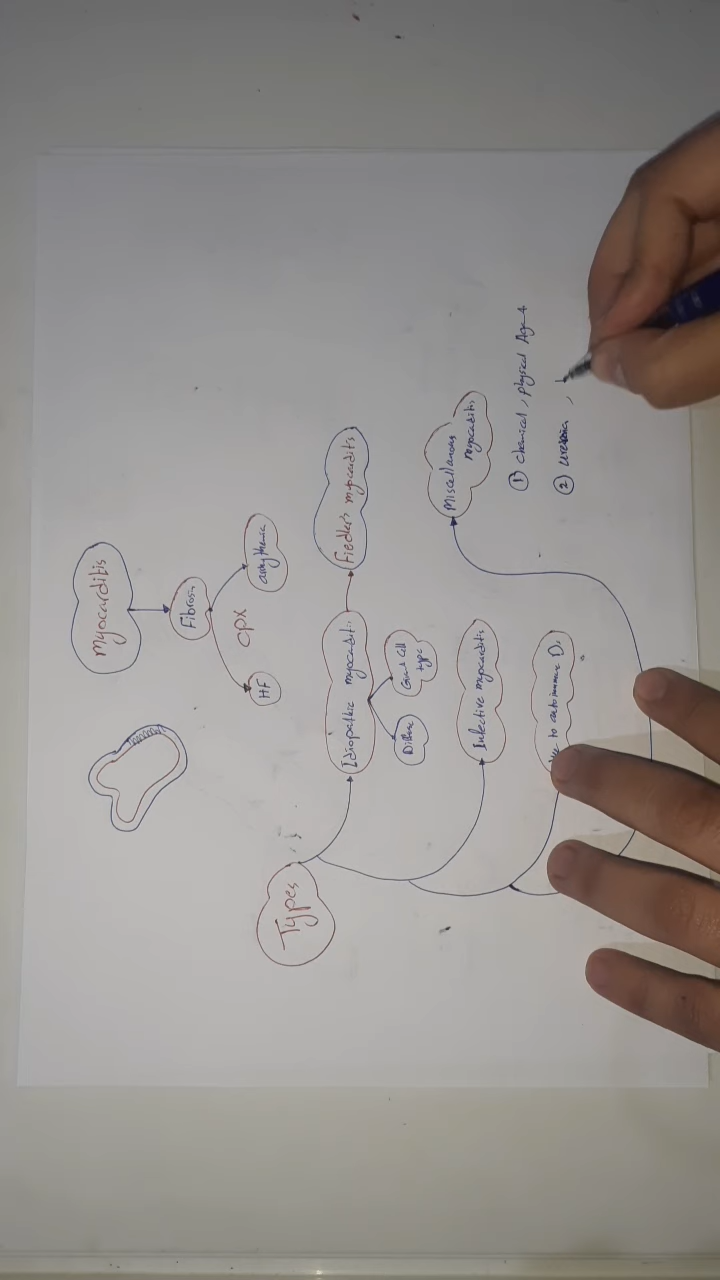 Myocarditis
Fibrosis
CPX
HF
arrhythmia
Types
Idiopathic myocarditis
Fiedler's myocarditis
Diffuse
Giant Cell
type
Infective myocarditis
to autoimmune D.
Miscellanous
myocarditis
① chemical, physical Agent
② uremia,